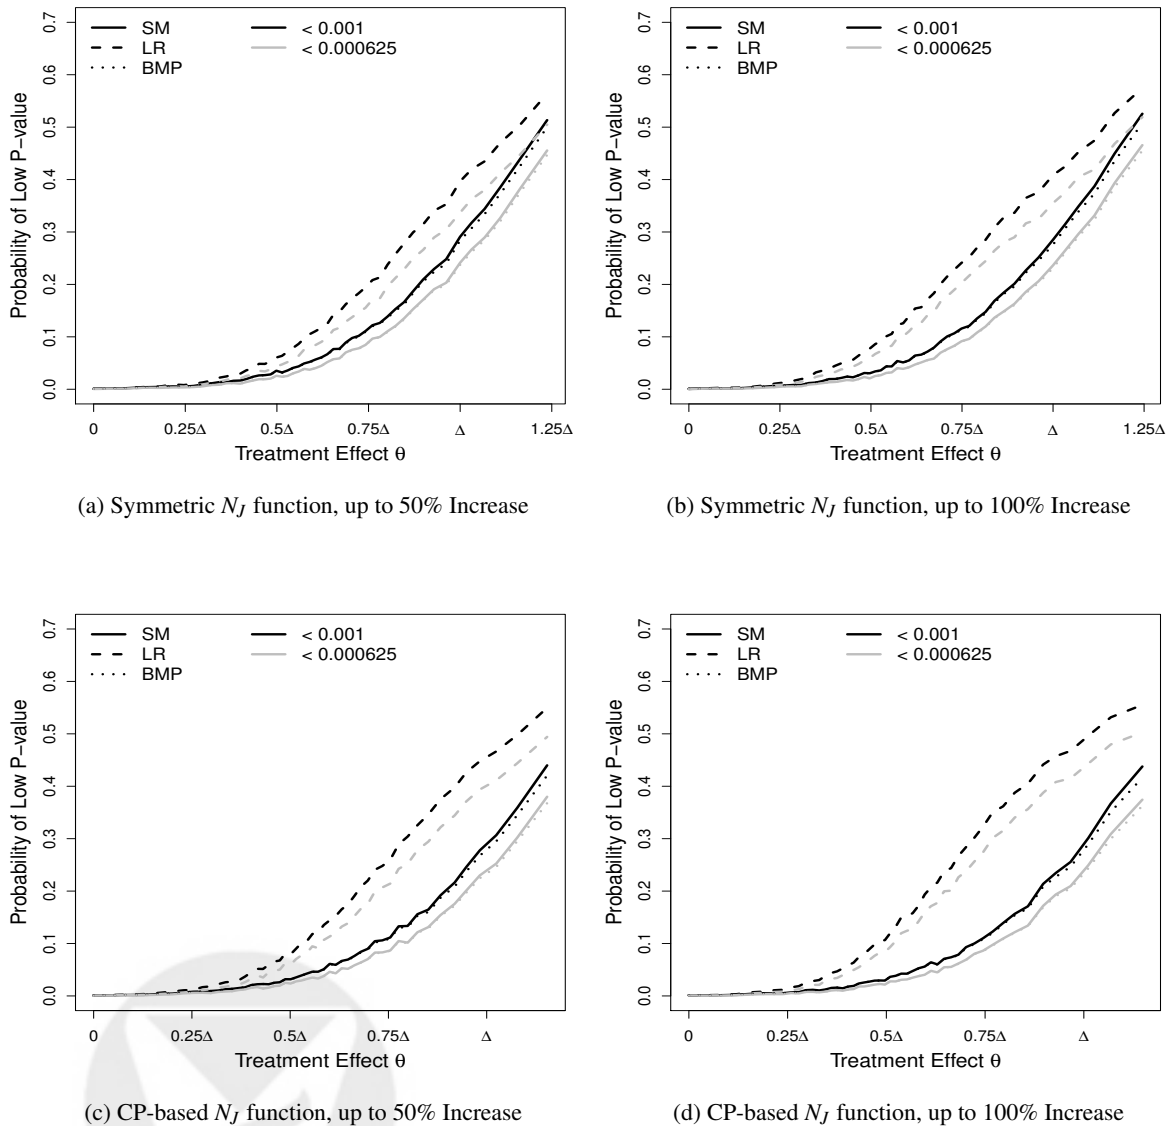 SM
LR
BMP
< 0.001
< 0.000625
Probability of Low P−value
0.0 0.1 0.2 0.3 0.4 0.5 0.6 0.7
0 0.25Δ 0.5Δ 0.75Δ Δ 1.25Δ
Treatment Effect θ
(a) Symmetric N_J function, up to 50% Increase
SM
LR
BMP
< 0.001
< 0.000625
Probability of Low P−value
0.0 0.1 0.2 0.3 0.4 0.5 0.6 0.7
0 0.25Δ 0.5Δ 0.75Δ Δ 1.25Δ
Treatment Effect θ
(b) Symmetric N_J function, up to 100% Increase
SM
LR
BMP
< 0.001
< 0.000625
Probability of Low P−value
0.0 0.1 0.2 0.3 0.4 0.5 0.6 0.7
0 0.25Δ 0.5Δ 0.75Δ Δ
Treatment Effect θ
(c) CP-based N_J function, up to 50% Increase
SM
LR
BMP
< 0.001
< 0.000625
Probability of Low P−value
0.0 0.1 0.2 0.3 0.4 0.5 0.6 0.7
0 0.25Δ 0.5Δ 0.75Δ Δ
Treatment Effect θ
(d) CP-based N_J function, up to 100% Increase